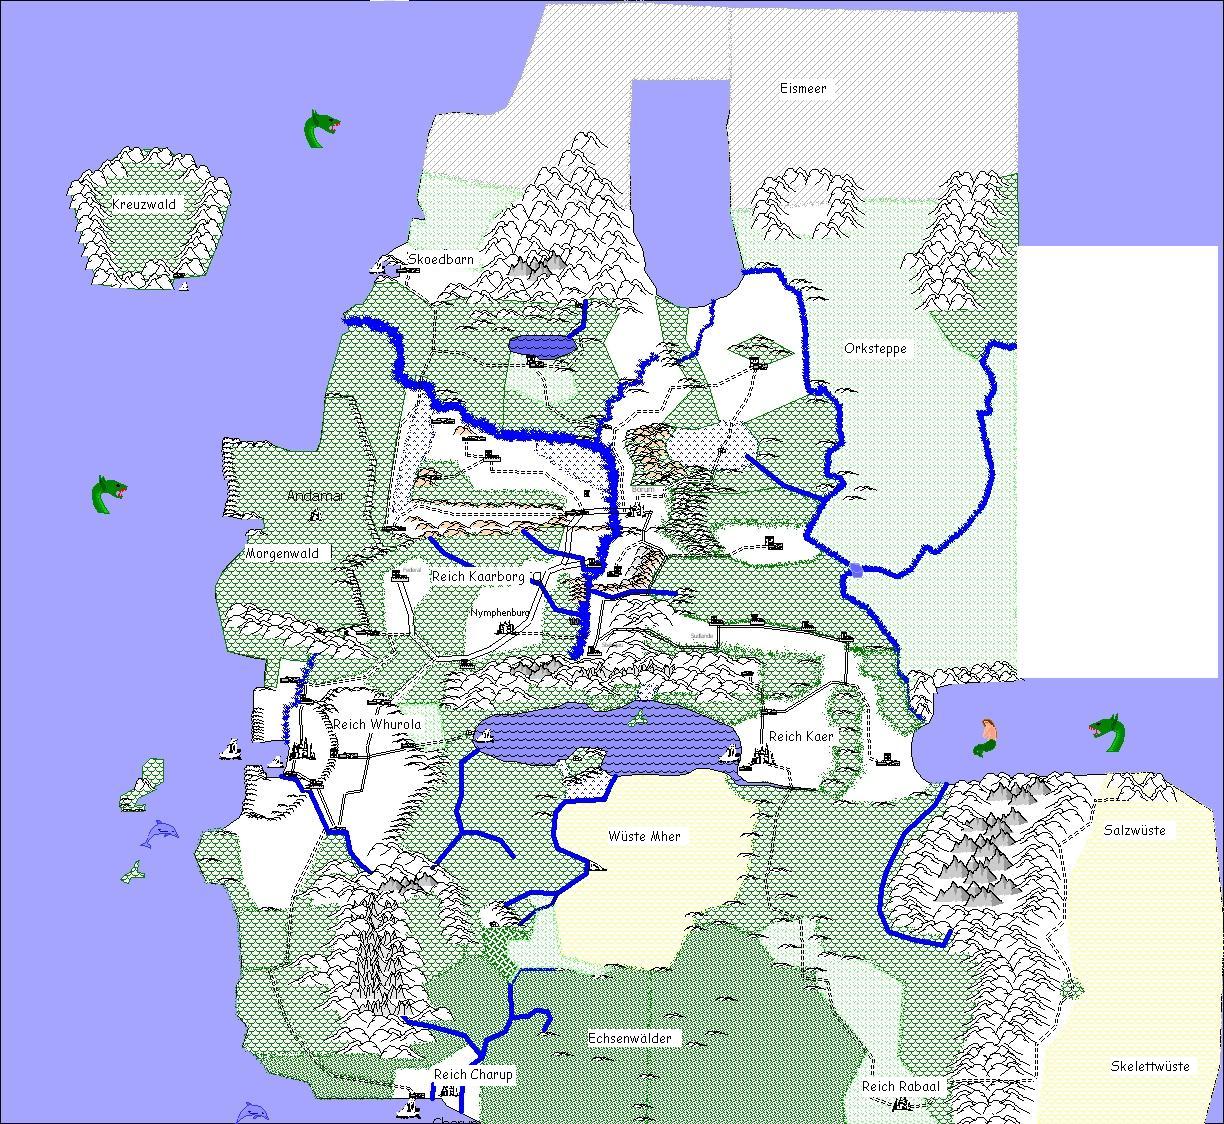 Eismeer
Kreuzwald
Skoedbarn
Orksteppe
Andamar
Morgenwald
Reich Kaarborg
Nymphenburg
Südlande
Reich Whurola
Reich Kaer
Wüste Mher
Salzwüste
Echsenwälder
Skelettwüste
Reich Charup
Reich Rabaal